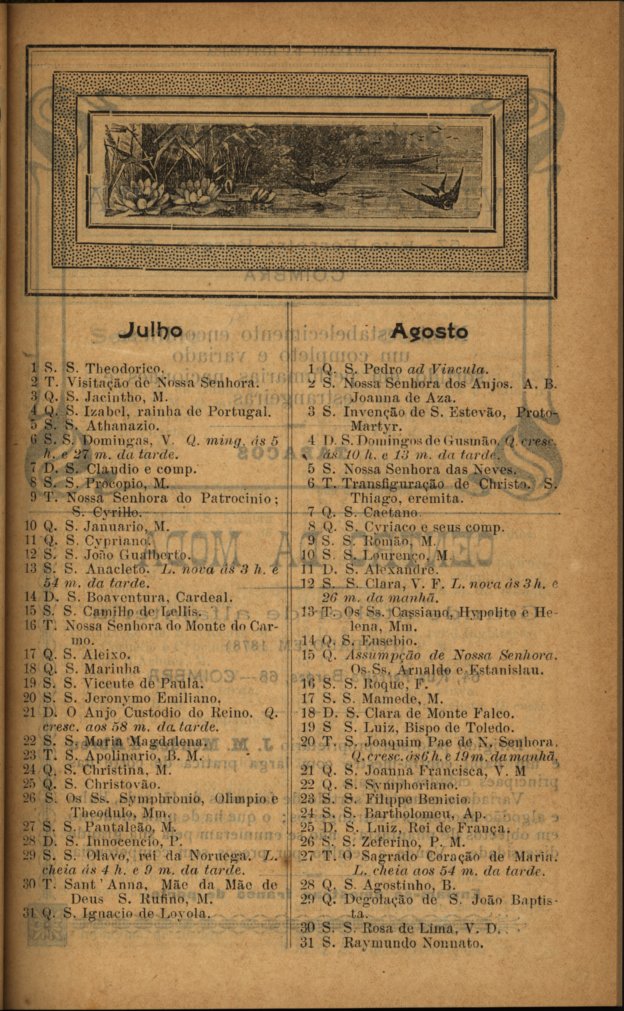 Julho
1 S. S. Theodorico.
2 T. Visitação de Nossa Senhora.
3 Q. S. Jacintho, M.
4 Q. S. Izabel, rainha de Portugal.
5 S. S. Athanazio.
6 S. S. Domingas, V. Q. ming. ás 5
h. e 27 m. da tarde.
7 D. S. Claudio e comp.
8 S. S. Procopio, M.
9 T. Nossa Senhora do Patrocinio;
S. Cyrillo.
10 Q. S. Januario, M.
11 Q. S. Cypriano.
12 S. S. João Gualberto.
13 S. S. Anacleto. L. nova ás 3 h. e
54 m. da tarde.
14 D. S. Boaventura, Cardeal.
15 S. S. Camillo de Lellis.
16 T. Nossa Senhora do Monte do Car-
mo.
17 Q. S. Aleixo.
18 Q. S. Marinha
19 S. S. Vicente de Paula.
20 S. S. Jeronymo Emiliano.
21 D. O Anjo Custodio do Reino. Q.
cresc. aos 58 m. da tarde.
22 S. S. Maria Magdalena.
23 T. S. Apolinario, B. M.
24 Q. S. Christina, M.
25 Q. S. Christovão.
26 S. Os Ss. Symphronio, Olimpio e
Theodulo, Mm.
27 S. S. Pantaleão, M.
28 D. S. Innocencio, P.
29 S. S. Olavo, rei da Noruega. L.
cheia ás 4 h. e 9 m. da tarde.
30 T. Sant'Anna, Mãe da Mãe de
Deus S. Rufino, M.
31 Q. S. Ignacio de Loyola.
Agosto
1 Q. S. Pedro ad Vincula.
2 S. Nossa Senhora dos Anjos. A. B.
Joanna de Aza.
3 S. Invenção de S. Estevão, Proto-
Martyr.
4 D. S. Domingos de Gusmão. Q. cresc.
ás 10 h. e 13 m. da tarde.
5 S. Nossa Senhora das Neves.
6 T. Transfiguração de Christo. S.
Thiago, eremita.
7 Q. S. Caetano.
8 Q. S. Cyriaco e seus comp.
9 S. S. Romão, M.
10 S. S. Lourenço, M.
11 D. S. Alexandre.
12 S. S. Clara, V. F. L. nova ás 3 h. e
26 m. da manhã.
13 T. Os Ss. Cassiano, Hypolito e He-
lena, Mm.
14 Q. S. Eusebio.
15 Q. Assumpção de Nossa Senhora.
Os Ss. Arnaldo e Estanislau.
16 S. S. Roque, F.
17 S. S. Mamede, M.
18 D. S. Clara de Monte Falco.
19 S S. Luiz, Bispo de Toledo.
20 T. S. Joaquim Pae de N. Senhora.
Q. cresc. ás 6 h. e 19 m. da manhã,
21 Q. S. Joanna Francisca, V. M
22 Q. S. Symphoriano.
23 S. S. Filippe Benicio.
24 S. S. Bartholomeu, Ap.
25 D. S. Luiz, Rei de França.
26 S. S. Zeferino, P. M.
27 T. O Sagrado Coração de Maria.
L. cheia aos 54 m. da tarde.
28 Q. S. Agostinho, B.
29 Q. Degolação de S. João Baptis-
ta.
30 S. S. Rosa de Lima, V. D.
31 S. Raymundo Nonnato.